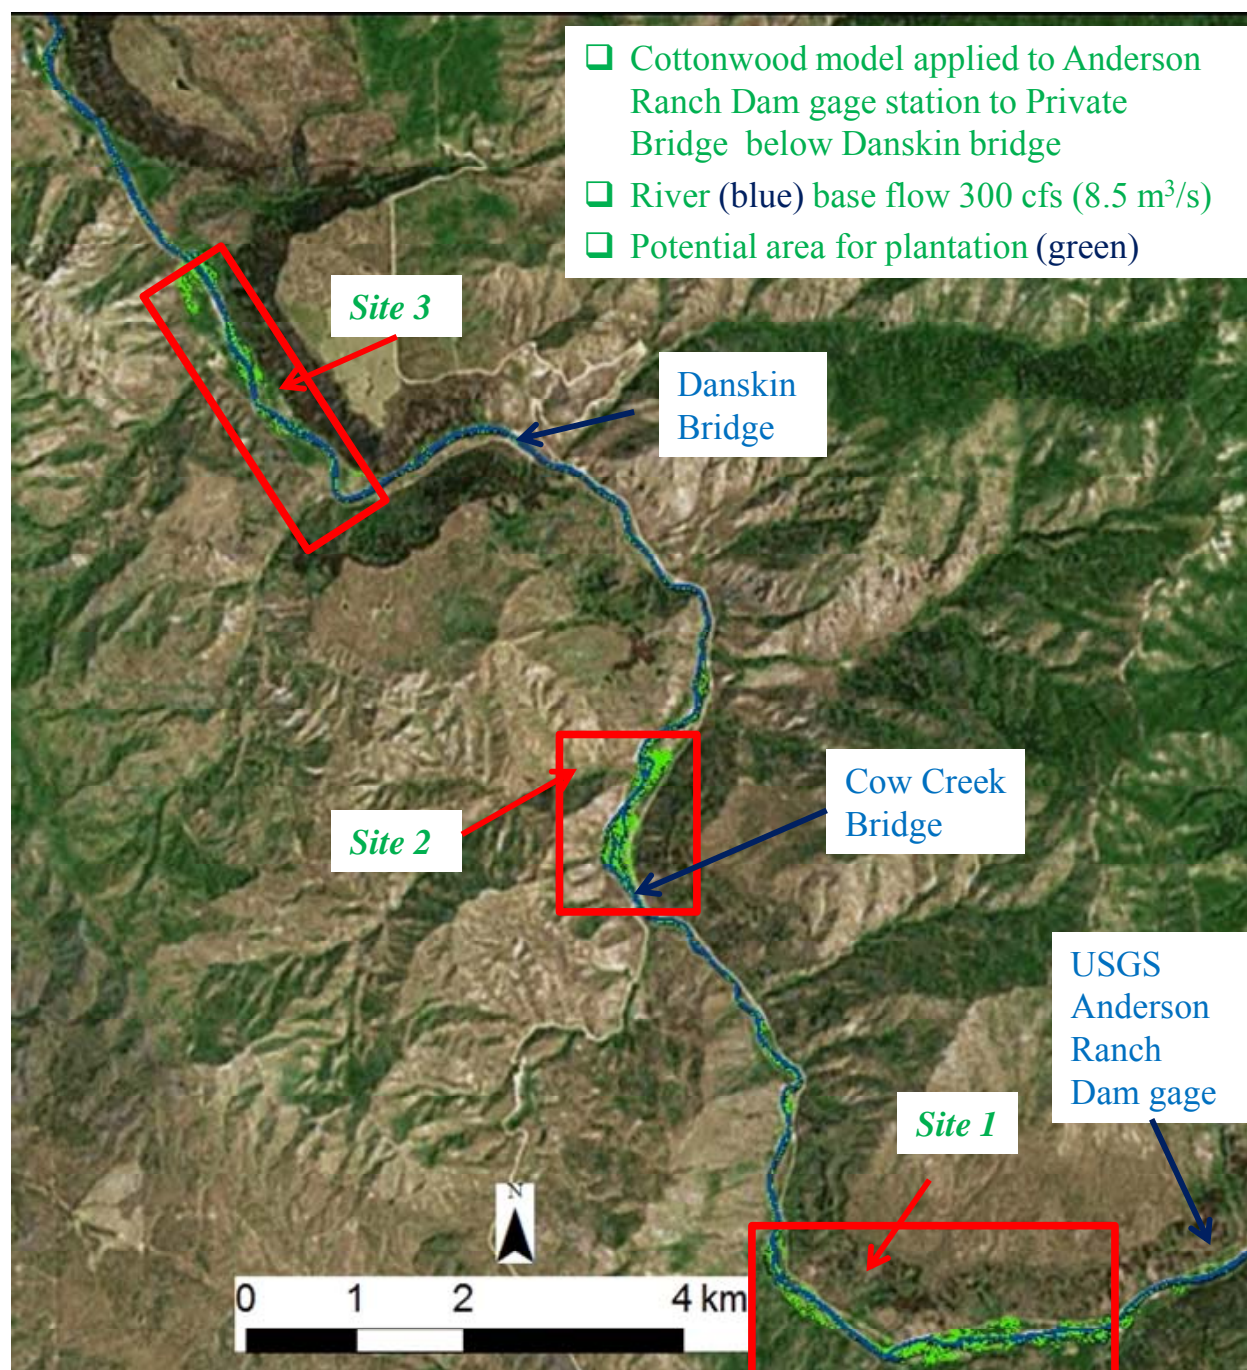 ❑ Cottonwood model applied to Anderson
Ranch Dam gage station to Private
Bridge below Danskin bridge
❑ River (blue) base flow 300 cfs (8.5 m³/s)
❑ Potential area for plantation (green)
Site 3
Danskin
Bridge
Cow Creek
Bridge
Site 2
USGS
Anderson
Ranch
Dam gage
Site 1
N
0 1 2 4 km